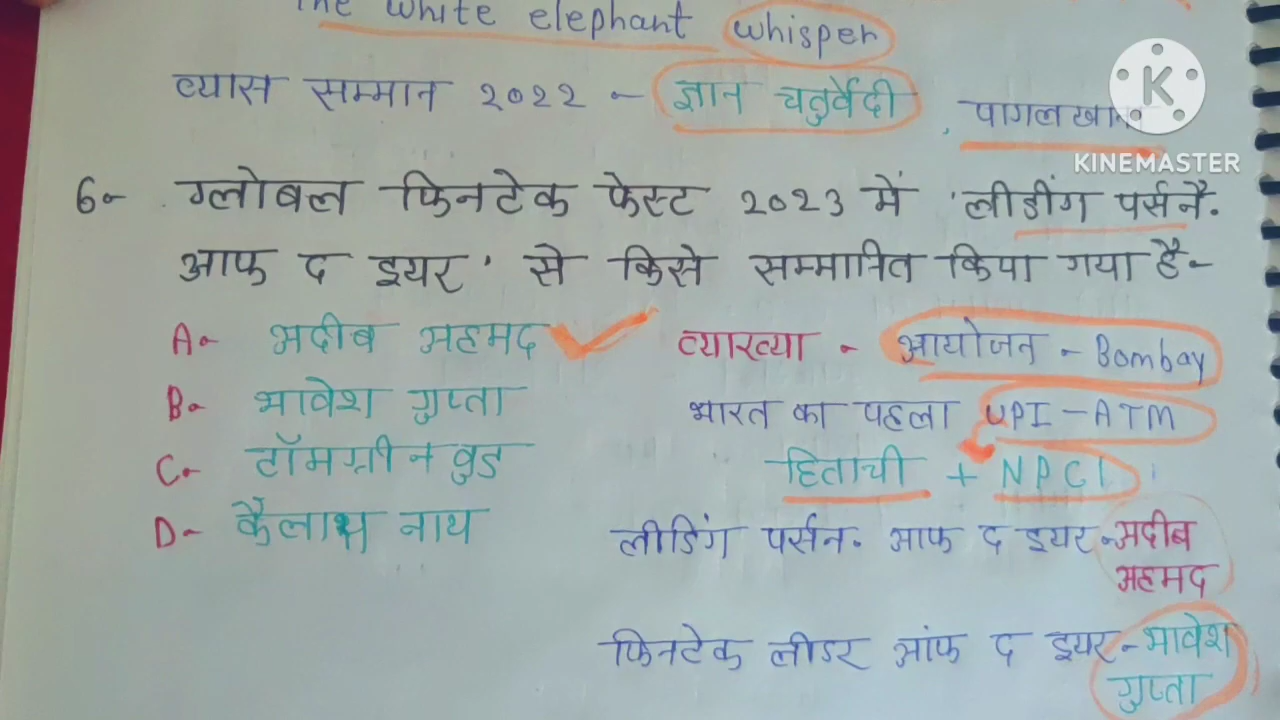 The white elephant whisper
व्यास सम्मान २०२२ - ज्ञान चतुर्वेदी , पागलखाना
K
KINEMASTER
6- ग्लोबल फिनटेक फेस्ट २०२३ में 'लीडींग पर्सनै.
आफ द इयर' से किसे सम्मानित किया गया है-
A- अदीब अहमद ✓
व्याख्या - आयोजन - Bombay
B- भावेश गुप्ता
भारत का पहला UPI-ATM
C- टॉमग्रीन वुड
हिताची + NPCI
D- कैलाश नाथ
लीडिंग पर्सन. आफ द इयर-अदीब
अहमद
फिनटेक लीडर ऑफ द इयर-भावेश
गुप्ता